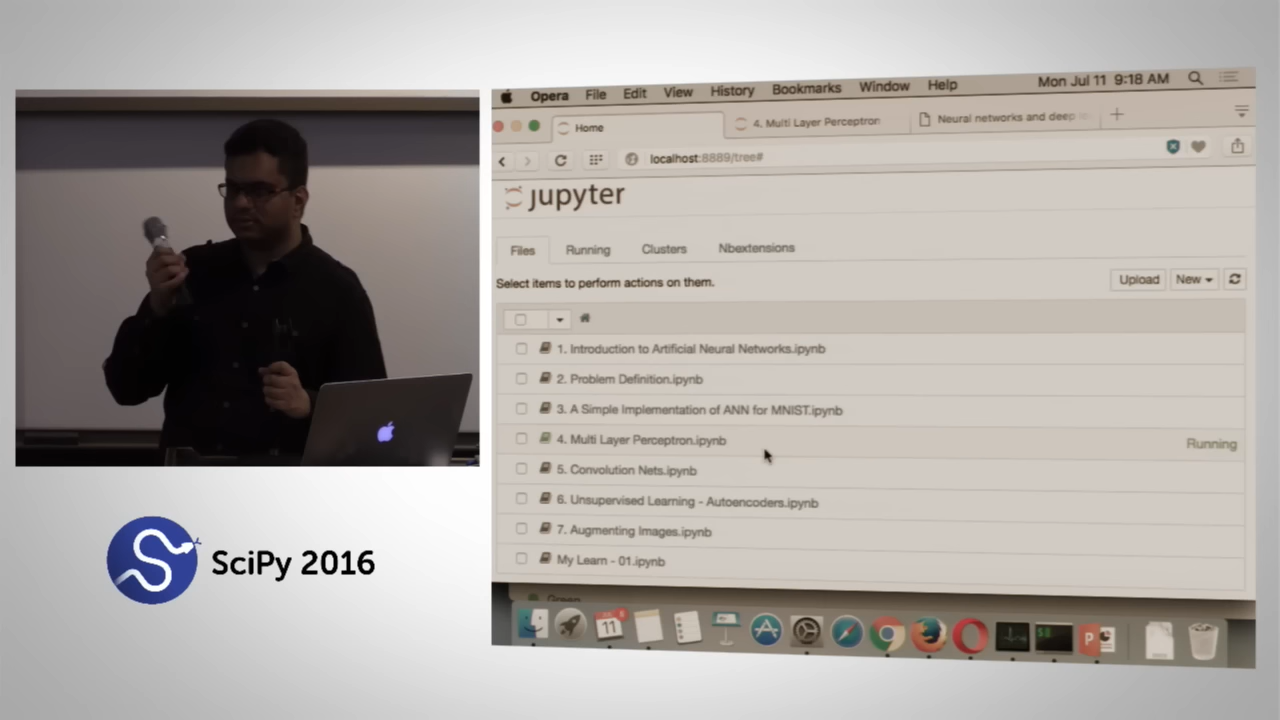 Opera File Edit View History Bookmarks Window Help Mon Jul 11 9:18 AM
Home 4. Multi Layer Perceptron Neural networks and deep
localhost:8889/tree#
jupyter
Files Running Clusters Nbextensions
Select items to perform actions on them. Upload New
1. Introduction to Artificial Neural Networks.ipynb
2. Problem Definition.ipynb
3. A Simple Implementation of ANN for MNIST.ipynb
4. Multi Layer Perceptron.ipynb Running
5. Convolution Nets.ipynb
6. Unsupervised Learning - Autoencoders.ipynb
7. Augmenting Images.ipynb
My Learn - 01.ipynb
Green
11
SciPy 2016